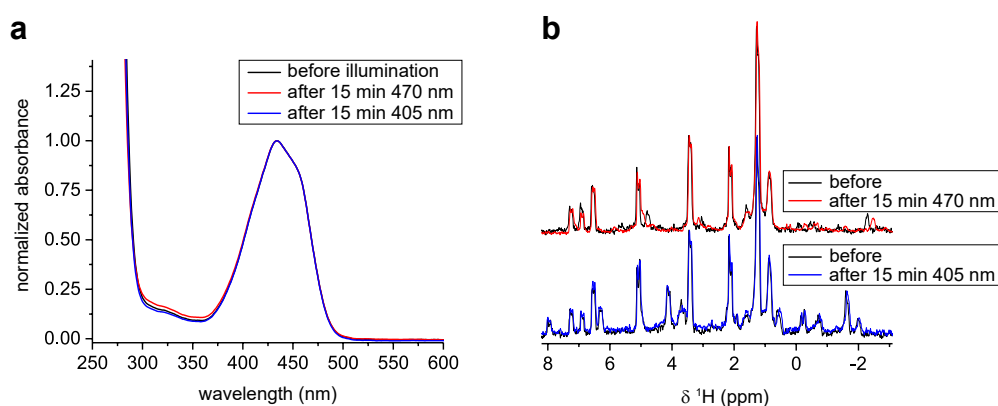 a
before illumination
after 15 min 470 nm
after 15 min 405 nm
normalized absorbance
1.25
1.00
0.75
0.50
0.25
0.00
250 300 350 400 450 500 550 600
wavelength (nm)
b
before
after 15 min 470 nm
before
after 15 min 405 nm
8 6 4 2 0 -2
δ ¹H (ppm)